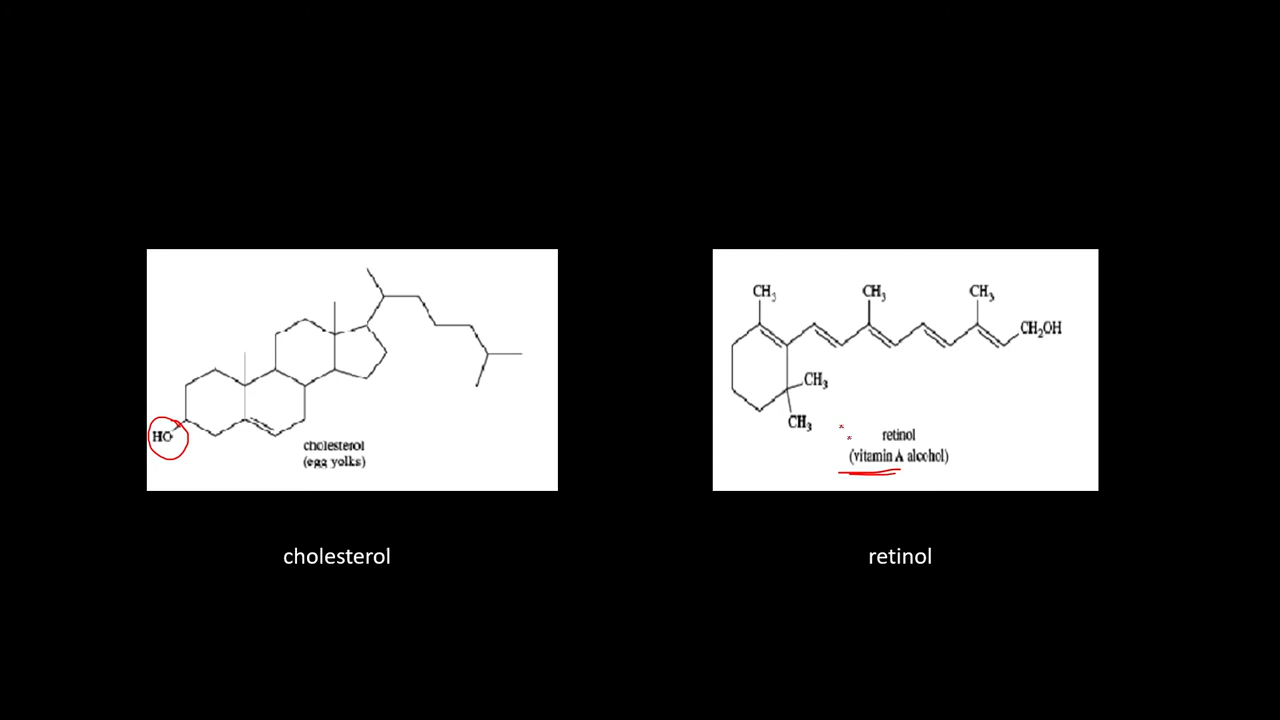 HO
cholesterol
(egg yolks)
CH3
CH3
CH3
CH2OH
CH3
CH3
retinol
(vitamin A alcohol)
cholesterol
retinol